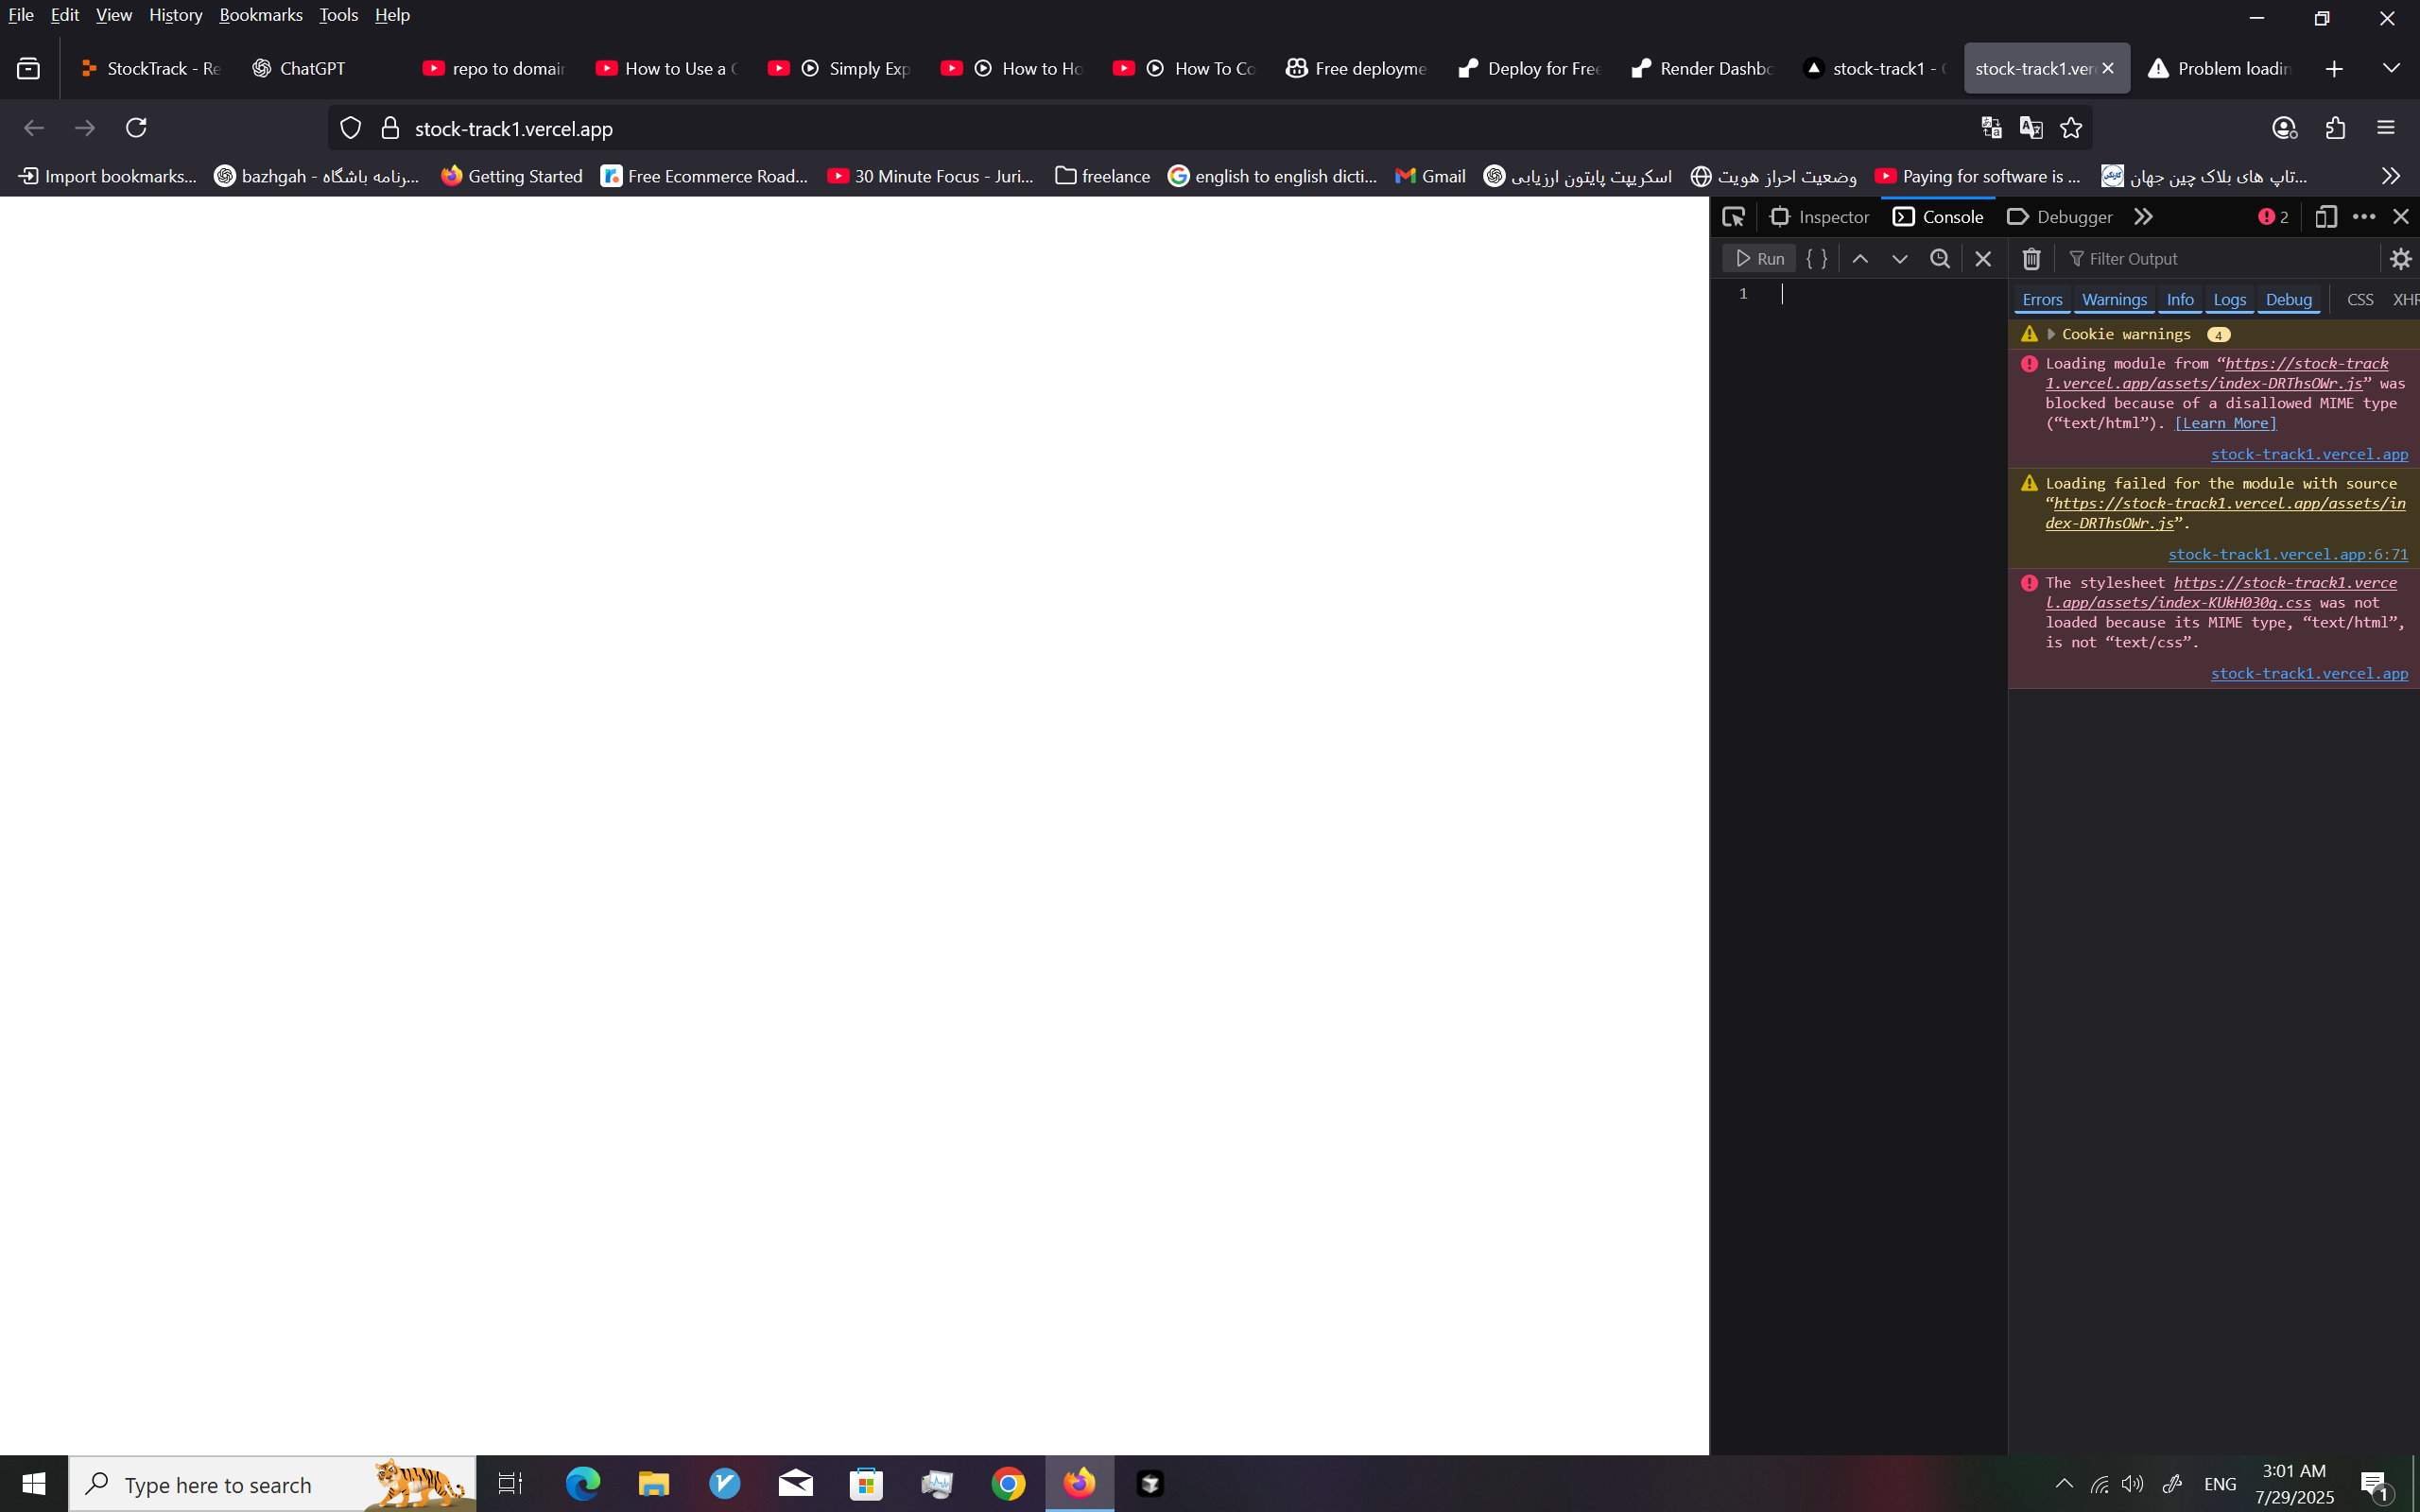 File Edit View History Bookmarks Tools Help
StockTrack - Re ChatGPT repo to domain How to Use a Simply Exp How to Ho How To Co Free deployme Deploy for Free Render Dashbo stock-track1 - stock-track1.ver Problem loadin
stock-track1.vercel.app
Import bookmarks... bazhgah - رنامه باشگاه... Getting Started Free Ecommerce Road... 30 Minute Focus - Juri... freelance english to english dicti... Gmail اسکریپت پایتون ارزیابی وضعیت احراز هویت Paying for software is ... تاپ های بلاک چین جهان...
Inspector Console Debugger 2
Run { } Filter Output
1
Errors Warnings Info Logs Debug CSS XHR
Cookie warnings 4
Loading module from “https://stock-track
1.vercel.app/assets/index-DRThsOWr.js” was
blocked because of a disallowed MIME type
(“text/html”). [Learn More]
stock-track1.vercel.app
Loading failed for the module with source
“https://stock-track1.vercel.app/assets/in
dex-DRThsOWr.js”.
stock-track1.vercel.app:6:71
The stylesheet https://stock-track1.verce
l.app/assets/index-KUkH030q.css was not
loaded because its MIME type, “text/html”,
is not “text/css”.
stock-track1.vercel.app
Type here to search
ENG
3:01 AM
7/29/2025
1